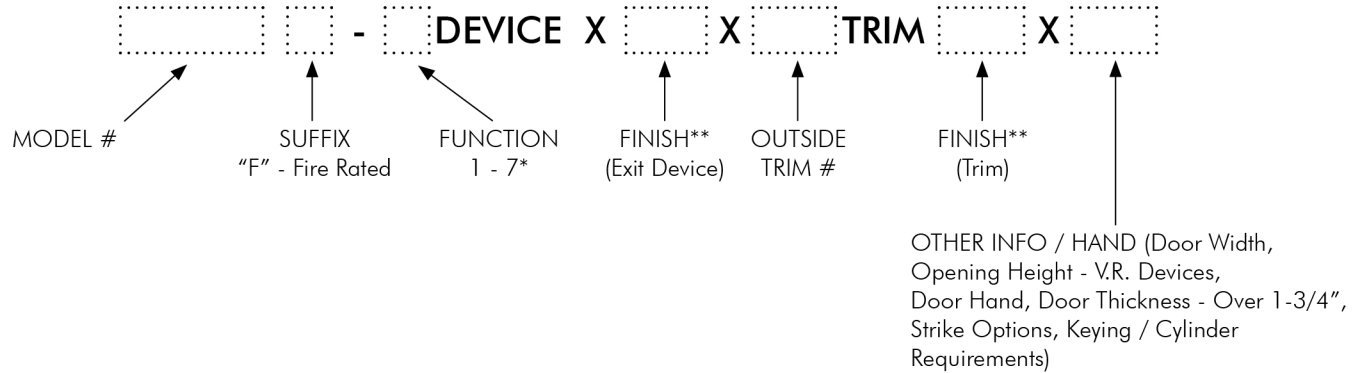 - DEVICE X X TRIM X
MODEL #
SUFFIX
“F” - Fire Rated
FUNCTION
1 - 7*
FINISH**
(Exit Device)
OUTSIDE
TRIM #
FINISH**
(Trim)
OTHER INFO / HAND (Door Width,
Opening Height - V.R. Devices,
Door Hand, Door Thickness - Over 1-3/4”,
Strike Options, Keying / Cylinder
Requirements)